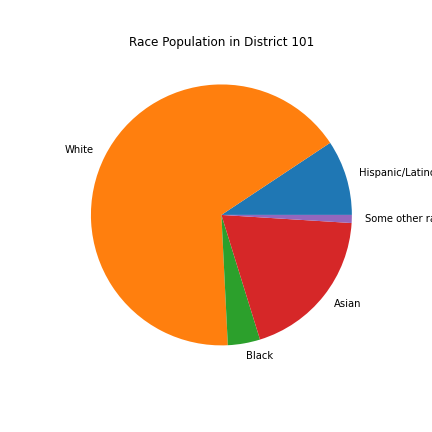 Race Population in District 101
White
Hispanic/Latino
Some other ra
Asian
Black